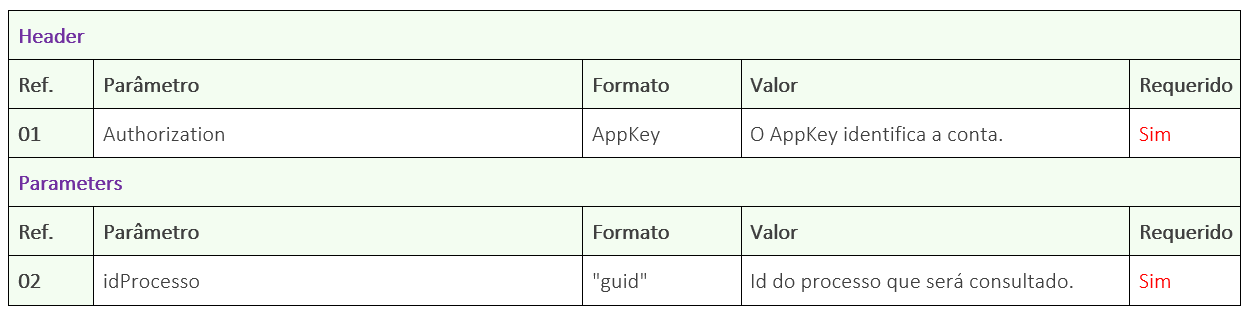 Header
Ref. Parâmetro Formato Valor Requerido
01 Authorization AppKey O AppKey identifica a conta. Sim
Parameters
Ref. Parâmetro Formato Valor Requerido
02 idProcesso "guid" Id do processo que será consultado. Sim